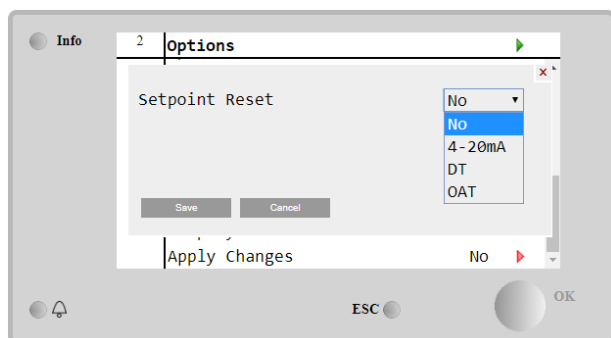 Info
2 Options
x
Setpoint Reset No
No
4-20mA
DT
OAT
Save Cancel
Apply Changes No
ESC OK